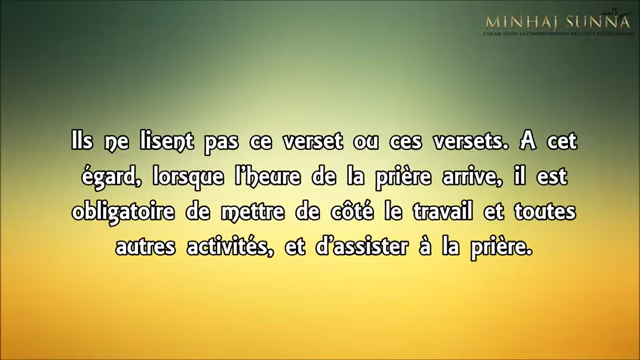 MINHAJ SUNNA
Ils ne lisent pas ce verset ou ces versets. A cet
égard, lorsque l'heure de la prière arrive, il est
obligatoire de mettre de côté le travail et toutes
autres activités, et d'assister à la prière.